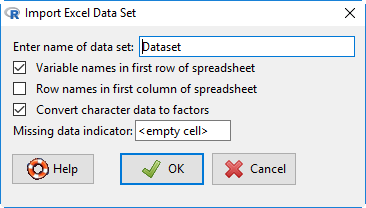 Import Excel Data Set
Enter name of data set: Dataset
Variable names in first row of spreadsheet
Row names in first column of spreadsheet
Convert character data to factors
Missing data indicator: <empty cell>
Help OK Cancel